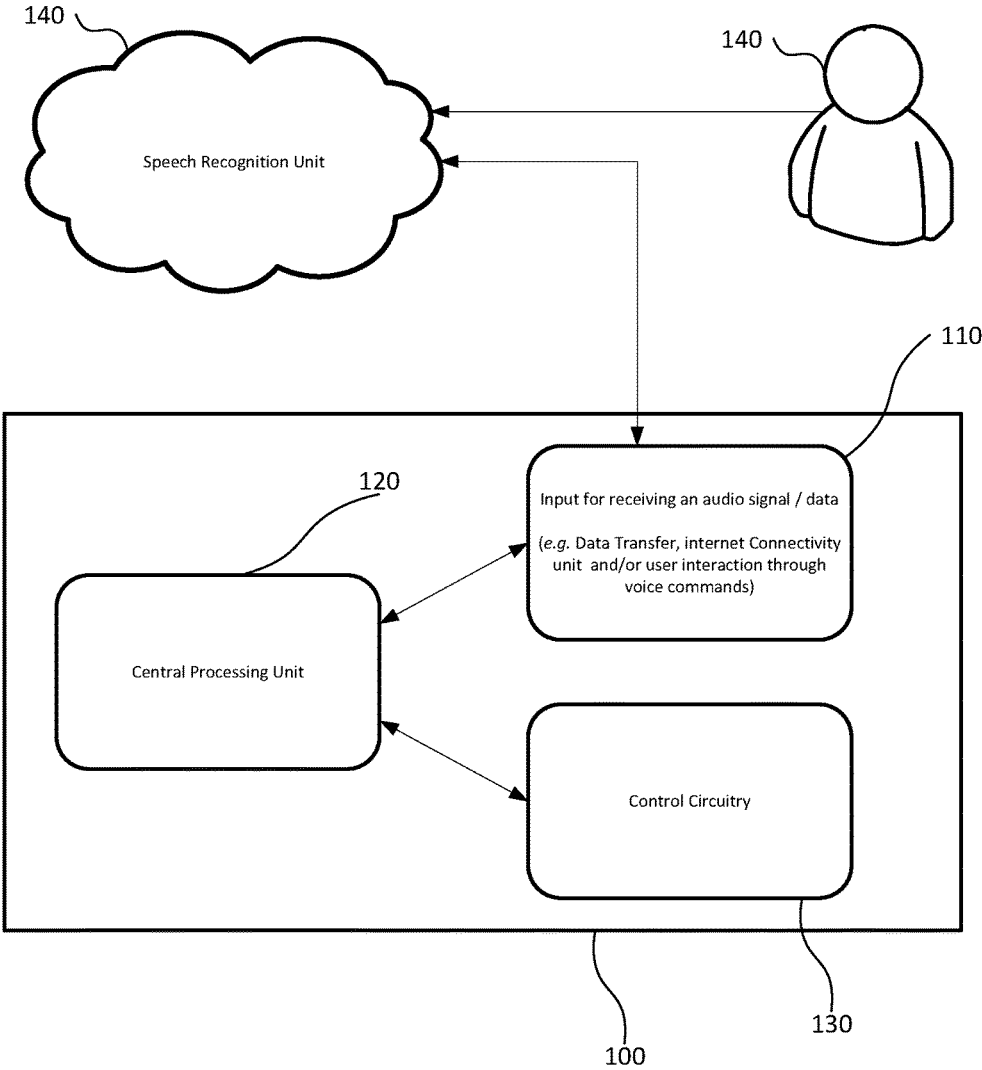 140
140
Speech Recognition Unit
110
120
Input for receiving an audio signal / data
(e.g. Data Transfer, internet Connectivity
unit and/or user interaction through
voice commands)
Central Processing Unit
Control Circuitry
130
100